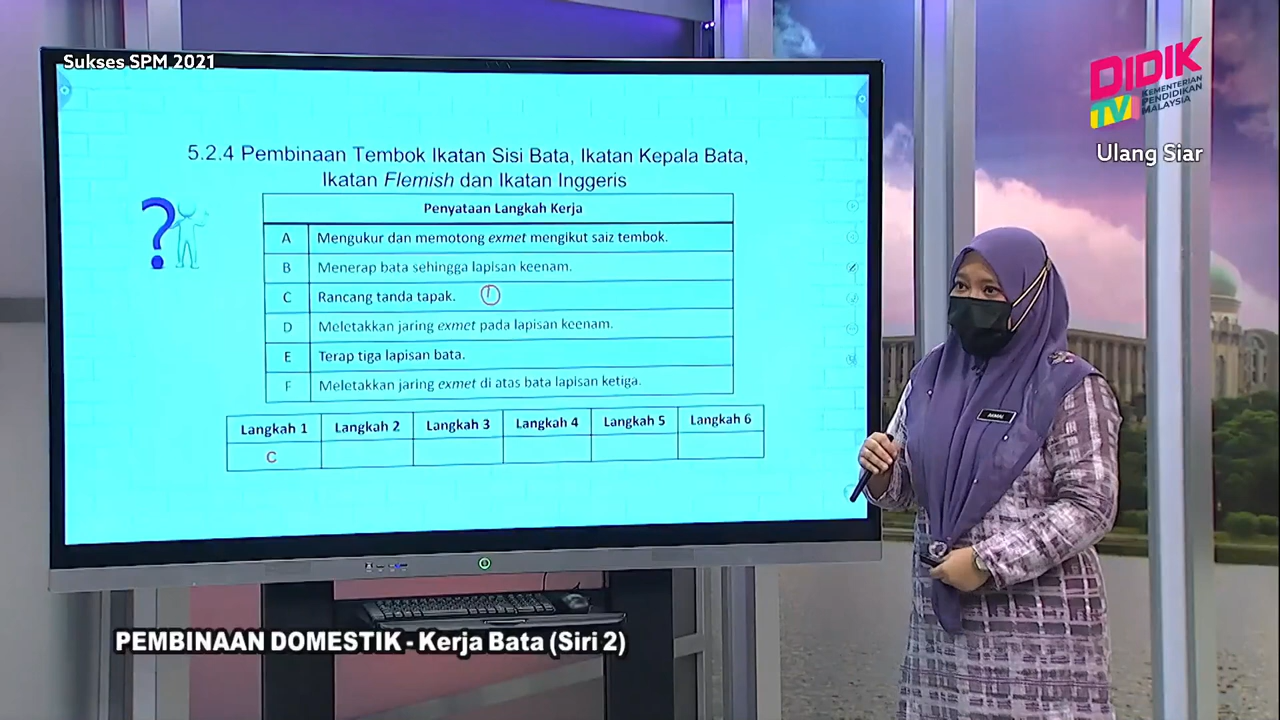 Sukses SPM 2021
DIDIK
TV
KEMENTERIAN
PENDIDIKAN
MALAYSIA
Ulang Siar
5.2.4 Pembinaan Tembok Ikatan Sisi Bata, Ikatan Kepala Bata,
Ikatan Flemish dan Ikatan Inggeris
Penyataan Langkah Kerja
A Mengukur dan memotong exmet mengikut saiz tembok.
B Menerap bata sehingga lapisan keenam.
C Rancang tanda tapak. 1
D Meletakkan jaring exmet pada lapisan keenam.
E Terap tiga lapisan bata.
F Meletakkan jaring exmet di atas bata lapisan ketiga.
Langkah 1 Langkah 2 Langkah 3 Langkah 4 Langkah 5 Langkah 6
C
PEMBINAAN DOMESTIK - Kerja Bata (Siri 2)